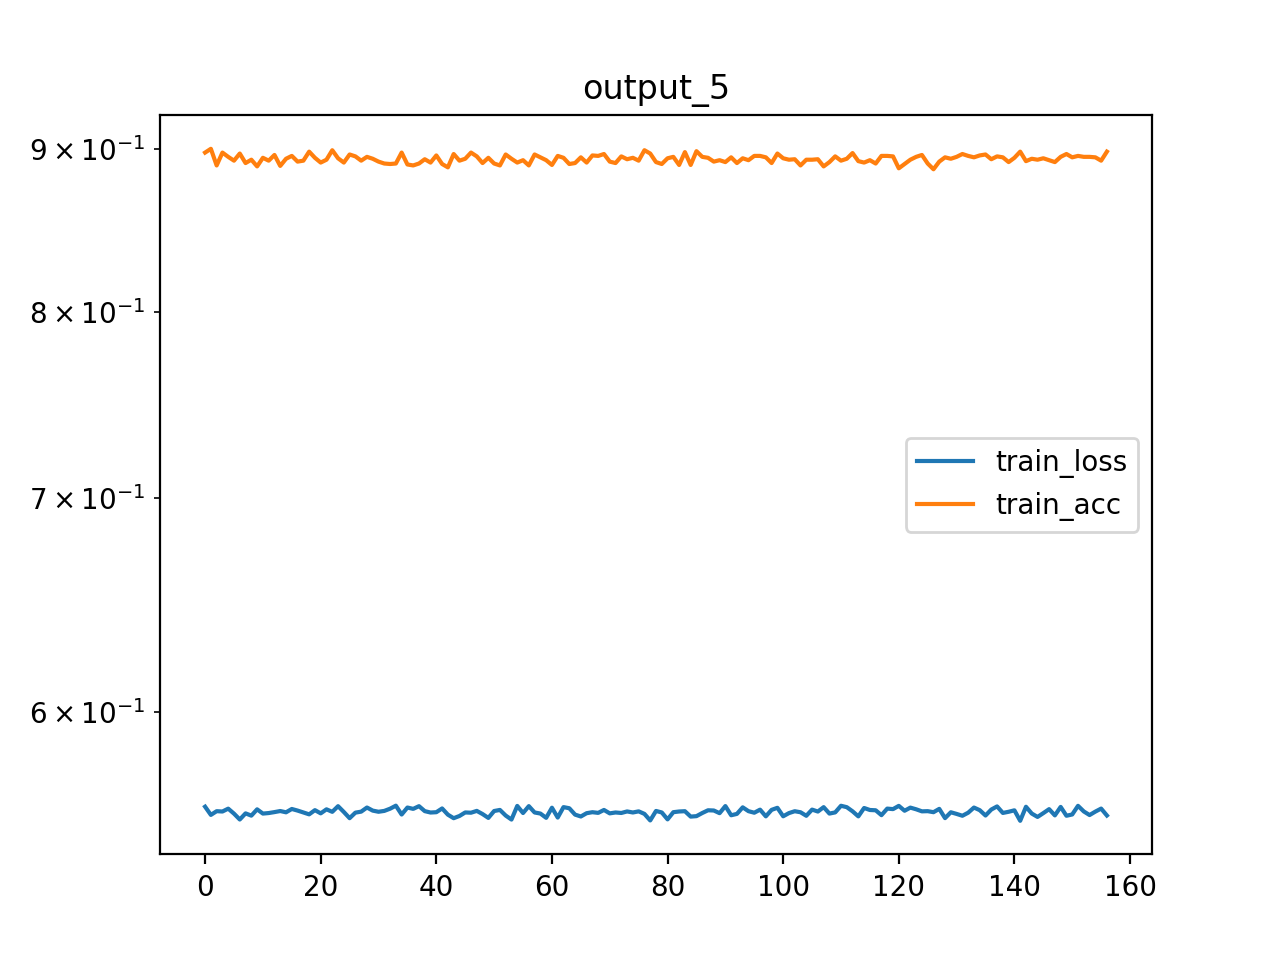 output_5
9 × 10⁻¹
8 × 10⁻¹
7 × 10⁻¹
6 × 10⁻¹
train_loss
train_acc
0 20 40 60 80 100 120 140 160